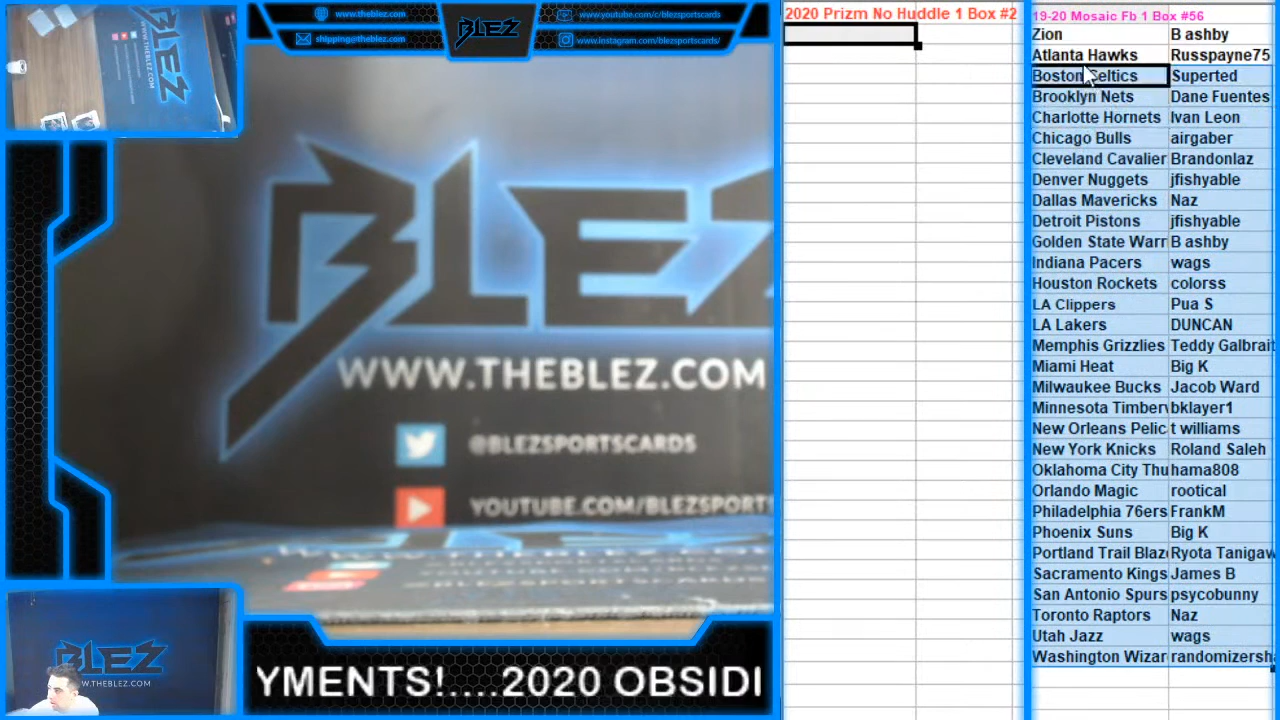 www.theblez.com
shipping@theblez.com
BLEZ
www.youtube.com/c/blezsportscards
www.instagram.com/blezsportscards/
BLEZ
WWW.THEBLEZ.COM
@BLEZSPORTSCARDS
YOUTUBE.COM/BLEZSPORT
BLEZ
WWW.THEBLEZ.COM
YMENTS!....2020 OBSIDI
2020 Prizm No Huddle 1 Box #2
19-20 Mosaic Fb 1 Box #56
Zion B ashby
Atlanta Hawks Russpayne75
Boston Celtics Superted
Brooklyn Nets Dane Fuentes
Charlotte Hornets Ivan Leon
Chicago Bulls airgaber
Cleveland Cavalier Brandonlaz
Denver Nuggets jfishyable
Dallas Mavericks Naz
Detroit Pistons jfishyable
Golden State Warr B ashby
Indiana Pacers wags
Houston Rockets colorss
LA Clippers Pua S
LA Lakers DUNCAN
Memphis Grizzlies Teddy Galbrait
Miami Heat Big K
Milwaukee Bucks Jacob Ward
Minnesota Timberv bklayer1
New Orleans Pelic t williams
New York Knicks Roland Saleh
Oklahoma City Thu hama808
Orlando Magic rootical
Philadelphia 76ers FrankM
Phoenix Suns Big K
Portland Trail Blaz Ryota Tanigaw
Sacramento Kings James B
San Antonio Spurs psycobunny
Toronto Raptors Naz
Utah Jazz wags
Washington Wizar randomizersh